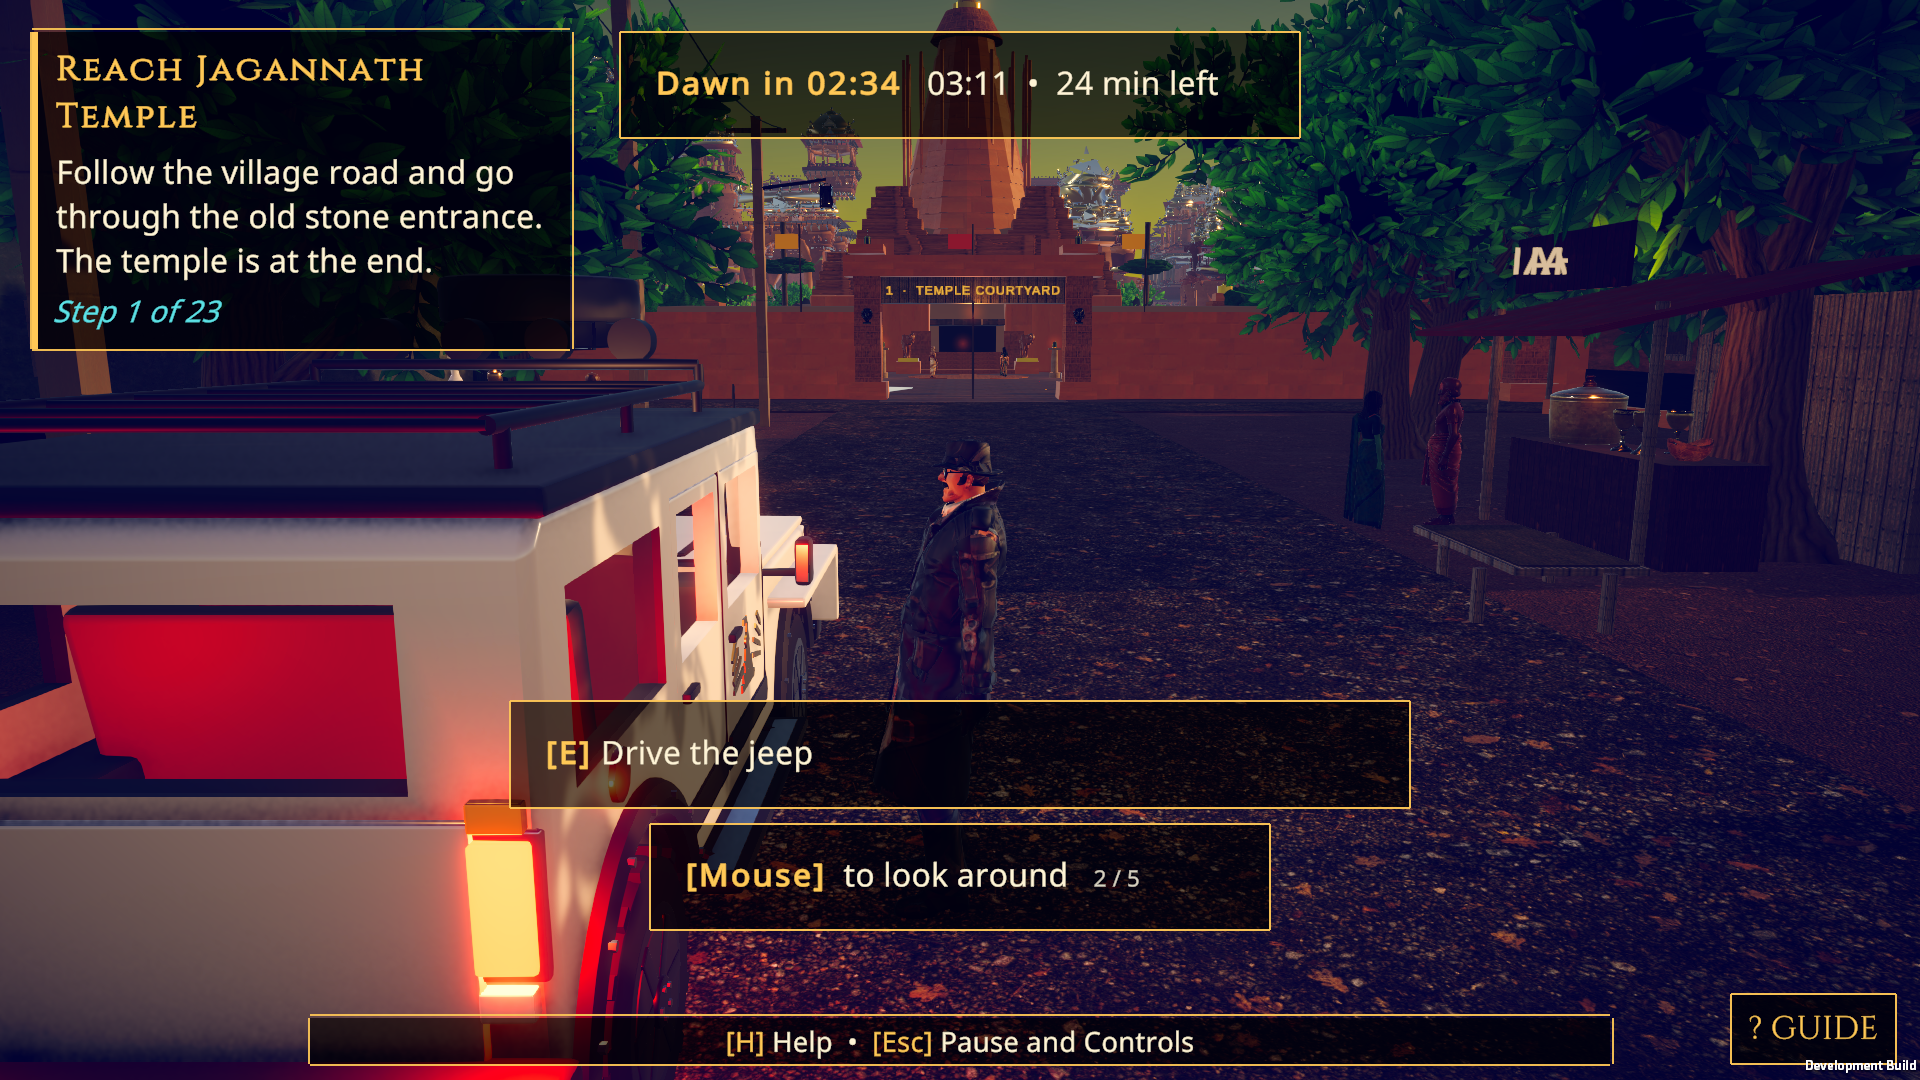 REACH JAGANNATH
TEMPLE
Follow the village road and go
through the old stone entrance.
The temple is at the end.
Step 1 of 23
Dawn in 02:34 03:11 • 24 min left
1 · TEMPLE COURTYARD
[E] Drive the jeep
[Mouse] to look around 2 / 5
[H] Help • [Esc] Pause and Controls
? GUIDE
Development Build